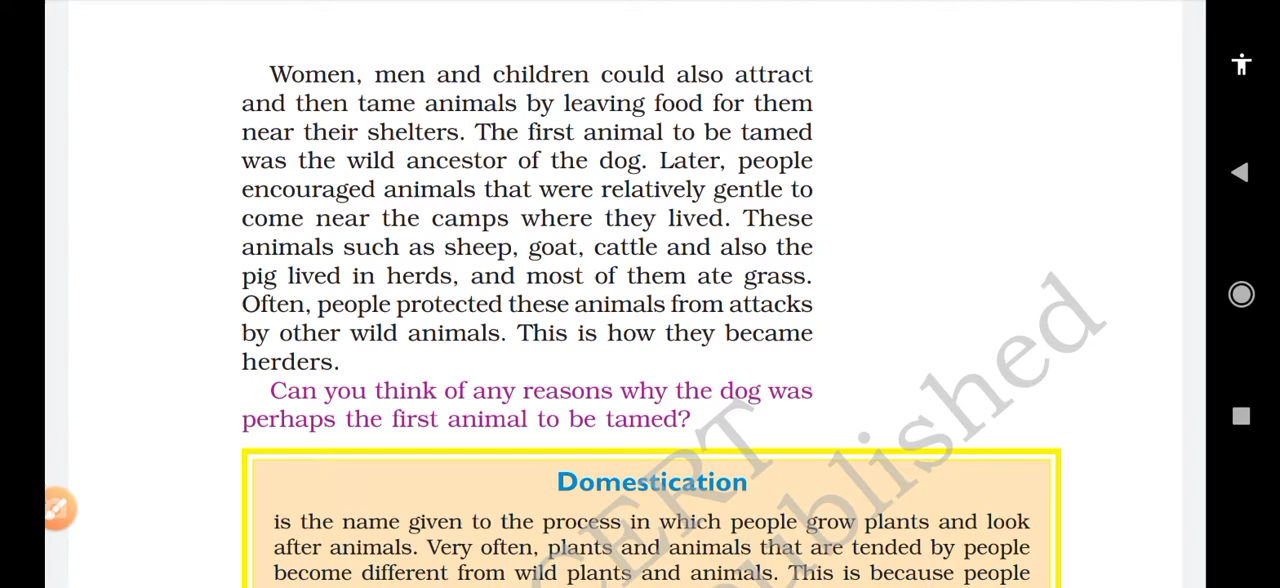 Women, men and children could also attract
and then tame animals by leaving food for them
near their shelters. The first animal to be tamed
was the wild ancestor of the dog. Later, people
encouraged animals that were relatively gentle to
come near the camps where they lived. These
animals such as sheep, goat, cattle and also the
pig lived in herds, and most of them ate grass.
Often, people protected these animals from attacks
by other wild animals. This is how they became
herders.
Can you think of any reasons why the dog was
perhaps the first animal to be tamed?
Domestication
is the name given to the process in which people grow plants and look
after animals. Very often, plants and animals that are tended by people
become different from wild plants and animals. This is because people
CERT
published